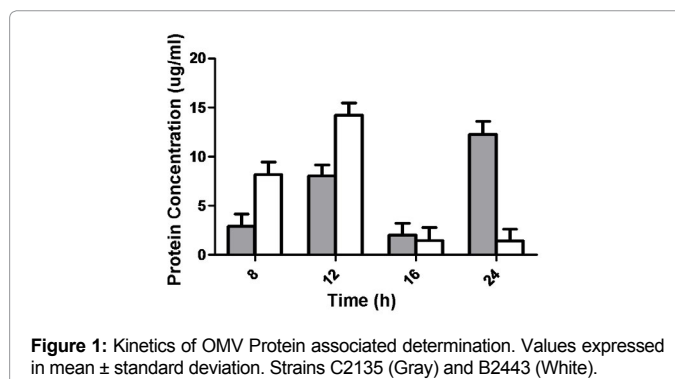 Protein Concentration (ug/ml)
20
15
10
5
0
8
12
16
24
Time (h)
Figure 1: Kinetics of OMV Protein associated determination. Values expressed
in mean ± standard deviation. Strains C2135 (Gray) and B2443 (White).